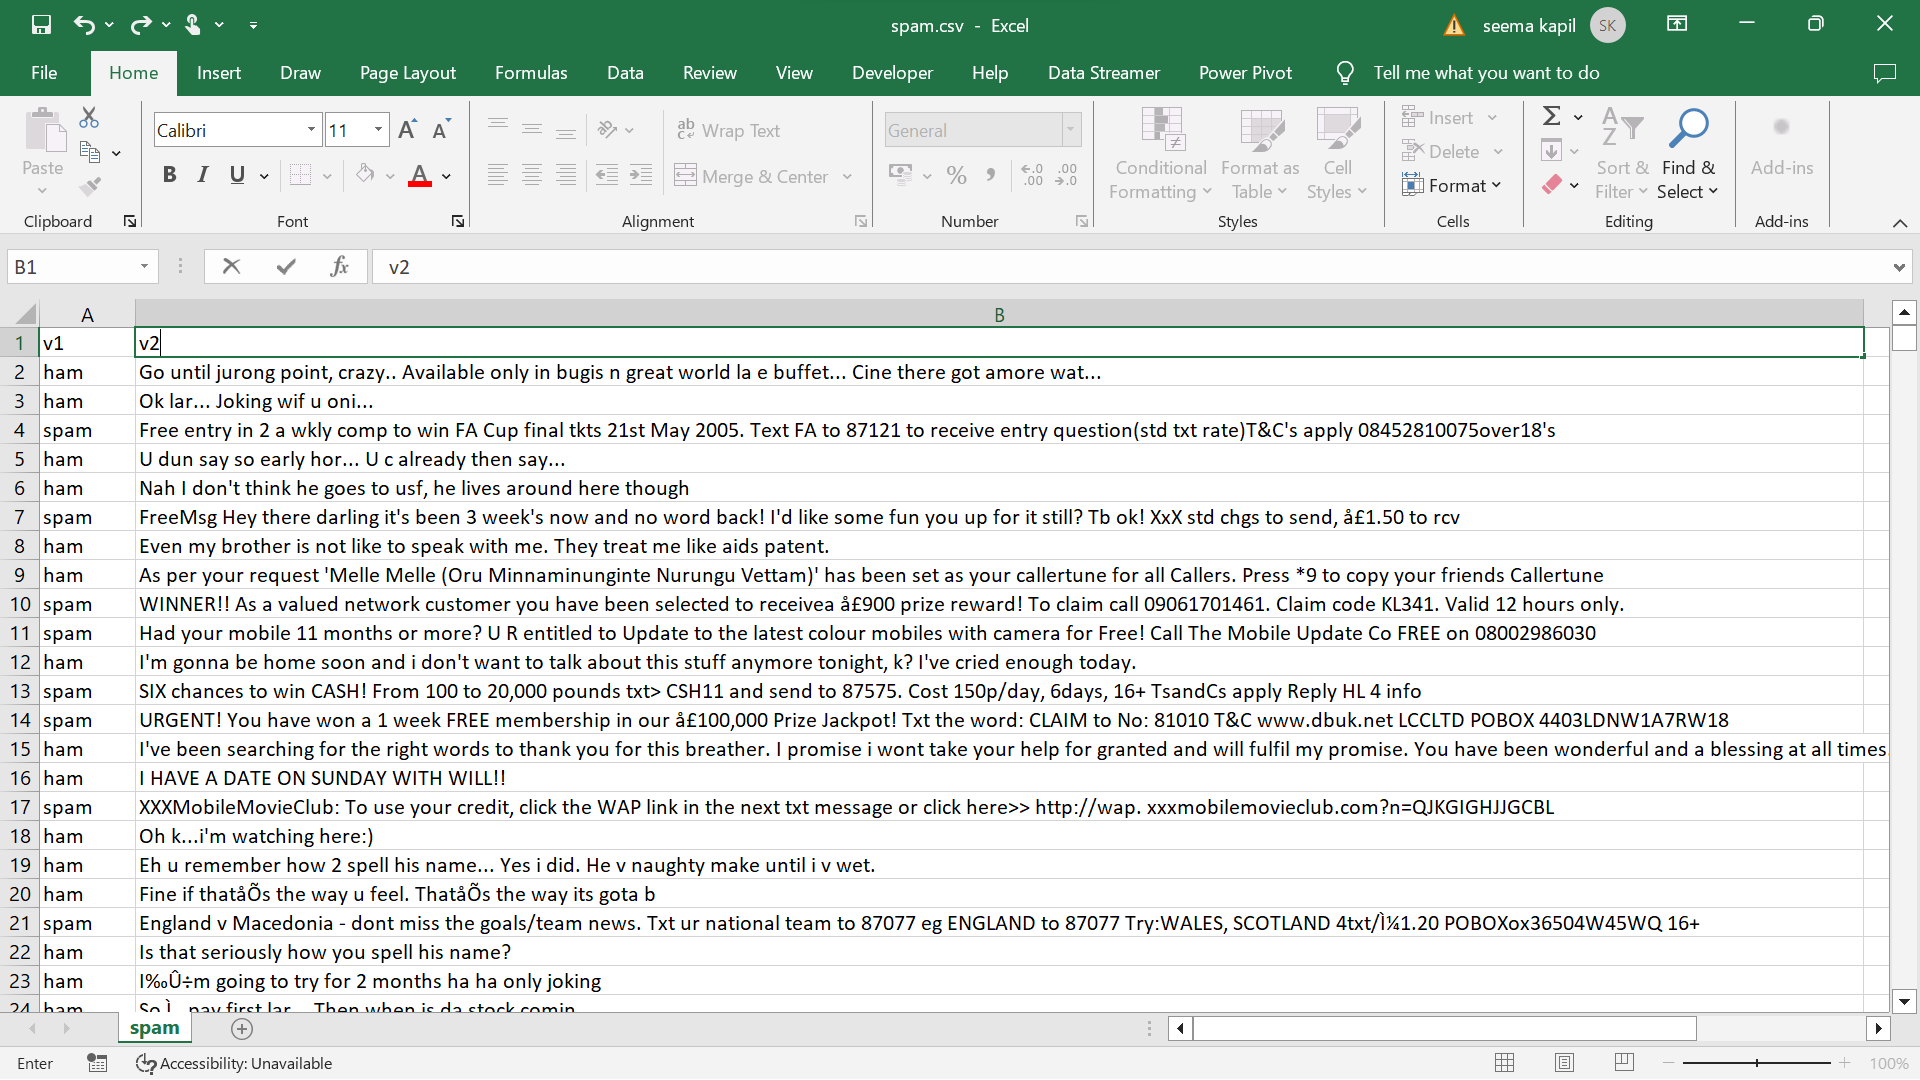 spam.csv - Excel
seema kapil SK
File Home Insert Draw Page Layout Formulas Data Review View Developer Help Data Streamer Power Pivot Tell me what you want to do
Calibri 11 A A ab Wrap Text General Insert Σ A Z
Paste Conditional Format as Cell Delete Sort & Find & Add-ins
B I U A Merge & Center % , Formatting Table Styles Format Filter Select
Clipboard Font Alignment Number Styles Cells Editing Add-ins
B1 fx v2
A B
1 v1 v2
2 ham Go until jurong point, crazy.. Available only in bugis n great world la e buffet... Cine there got amore wat...
3 ham Ok lar... Joking wif u oni...
4 spam Free entry in 2 a wkly comp to win FA Cup final tkts 21st May 2005. Text FA to 87121 to receive entry question(std txt rate)T&C's apply 08452810075over18's
5 ham U dun say so early hor... U c already then say...
6 ham Nah I don't think he goes to usf, he lives around here though
7 spam FreeMsg Hey there darling it's been 3 week's now and no word back! I'd like some fun you up for it still? Tb ok! XxX std chgs to send, å£1.50 to rcv
8 ham Even my brother is not like to speak with me. They treat me like aids patent.
9 ham As per your request 'Melle Melle (Oru Minnaminunginte Nurungu Vettam)' has been set as your callertune for all Callers. Press *9 to copy your friends Callertune
10 spam WINNER!! As a valued network customer you have been selected to receivea å£900 prize reward! To claim call 09061701461. Claim code KL341. Valid 12 hours only.
11 spam Had your mobile 11 months or more? U R entitled to Update to the latest colour mobiles with camera for Free! Call The Mobile Update Co FREE on 08002986030
12 ham I'm gonna be home soon and i don't want to talk about this stuff anymore tonight, k? I've cried enough today.
13 spam SIX chances to win CASH! From 100 to 20,000 pounds txt> CSH11 and send to 87575. Cost 150p/day, 6days, 16+ TsandCs apply Reply HL 4 info
14 spam URGENT! You have won a 1 week FREE membership in our å£100,000 Prize Jackpot! Txt the word: CLAIM to No: 81010 T&C www.dbuk.net LCCLTD POBOX 4403LDNW1A7RW18
15 ham I've been searching for the right words to thank you for this breather. I promise i wont take your help for granted and will fulfil my promise. You have been wonderful and a blessing at all times.
16 ham I HAVE A DATE ON SUNDAY WITH WILL!!
17 spam XXXMobileMovieClub: To use your credit, click the WAP link in the next txt message or click here>> http://wap. xxxmobilemovieclub.com?n=QJKGIGHJJGCBL
18 ham Oh k...i'm watching here:)
19 ham Eh u remember how 2 spell his name... Yes i did. He v naughty make until i v wet.
20 ham Fine if thatåÕs the way u feel. ThatåÕs the way its gota b
21 spam England v Macedonia - dont miss the goals/team news. Txt ur national team to 87077 eg ENGLAND to 87077 Try:WALES, SCOTLAND 4txt/Ì¼1.20 POBOXox36504W45WQ 16+
22 ham Is that seriously how you spell his name?
23 ham I‰Û÷m going to try for 2 months ha ha only joking
24 ham So Ì_ pay first lar... Then when is da stock comin
spam
Enter Accessibility: Unavailable 100%